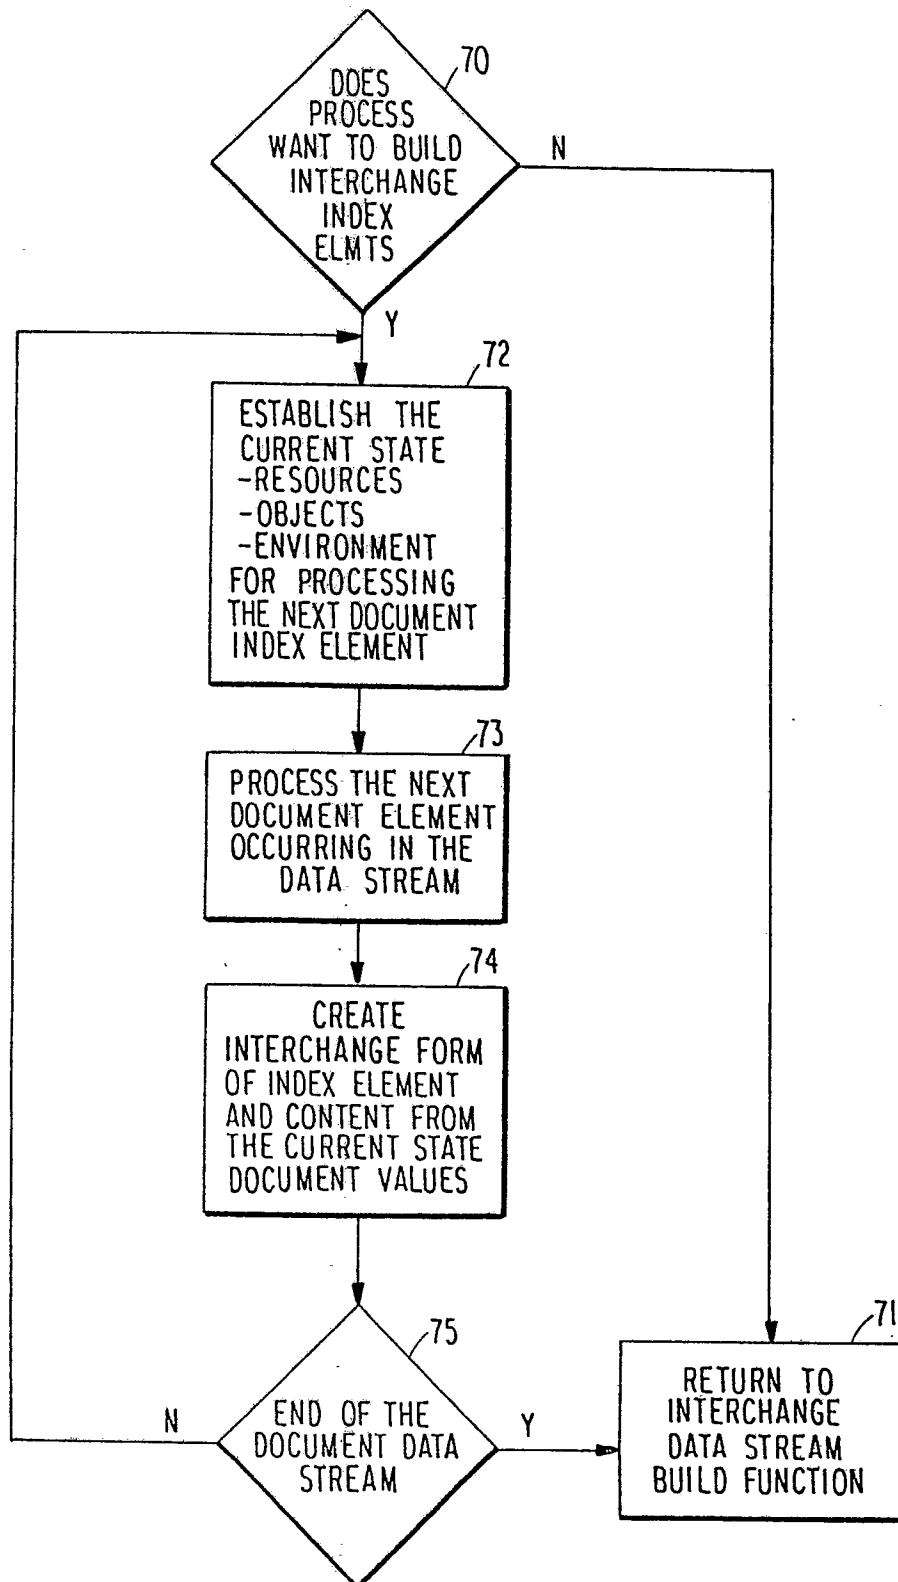 70
DOES
PROCESS
WANT TO BUILD
INTERCHANGE
INDEX
ELMTS
N
Y
72
ESTABLISH THE
CURRENT STATE
-RESOURCES
-OBJECTS
-ENVIRONMENT
FOR PROCESSING
THE NEXT DOCUMENT
INDEX ELEMENT
73
PROCESS THE NEXT
DOCUMENT ELEMENT
OCCURRING IN THE
DATA STREAM
74
CREATE
INTERCHANGE FORM
OF INDEX ELEMENT
AND CONTENT FROM
THE CURRENT STATE
DOCUMENT VALUES
75
END OF THE
DOCUMENT DATA
STREAM
N
Y
71
RETURN TO
INTERCHANGE
DATA STREAM
BUILD FUNCTION